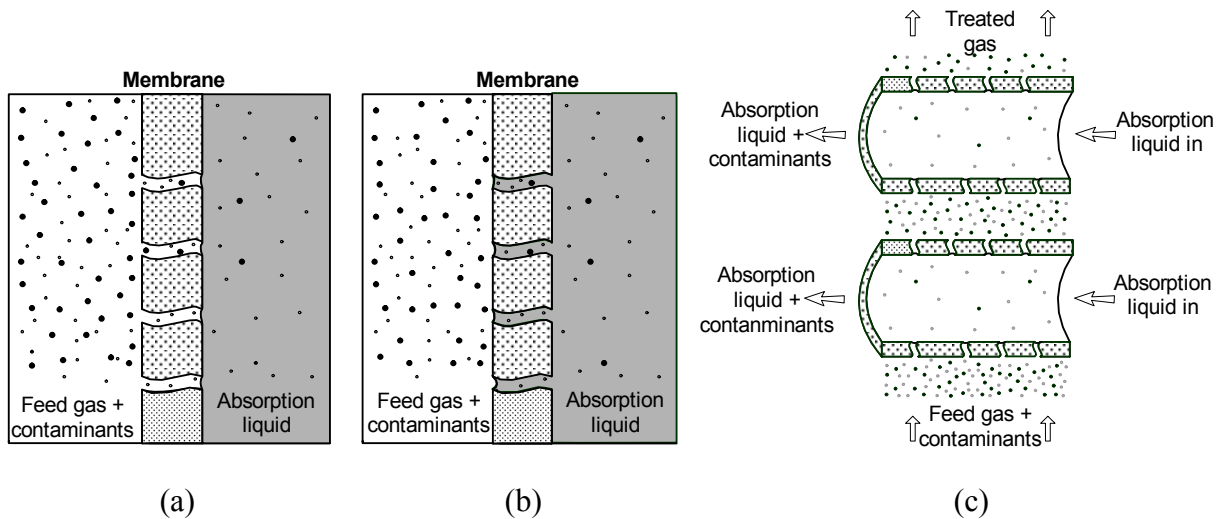 Membrane
Feed gas +
contaminants
Absorption
liquid
(a)
Membrane
Feed gas +
contaminants
Absorption
liquid
(b)
Treated
gas
Absorption
liquid +
contaminants
Absorption
liquid in
Absorption
liquid +
contanminants
Absorption
liquid in
Feed gas +
contaminants
(c)